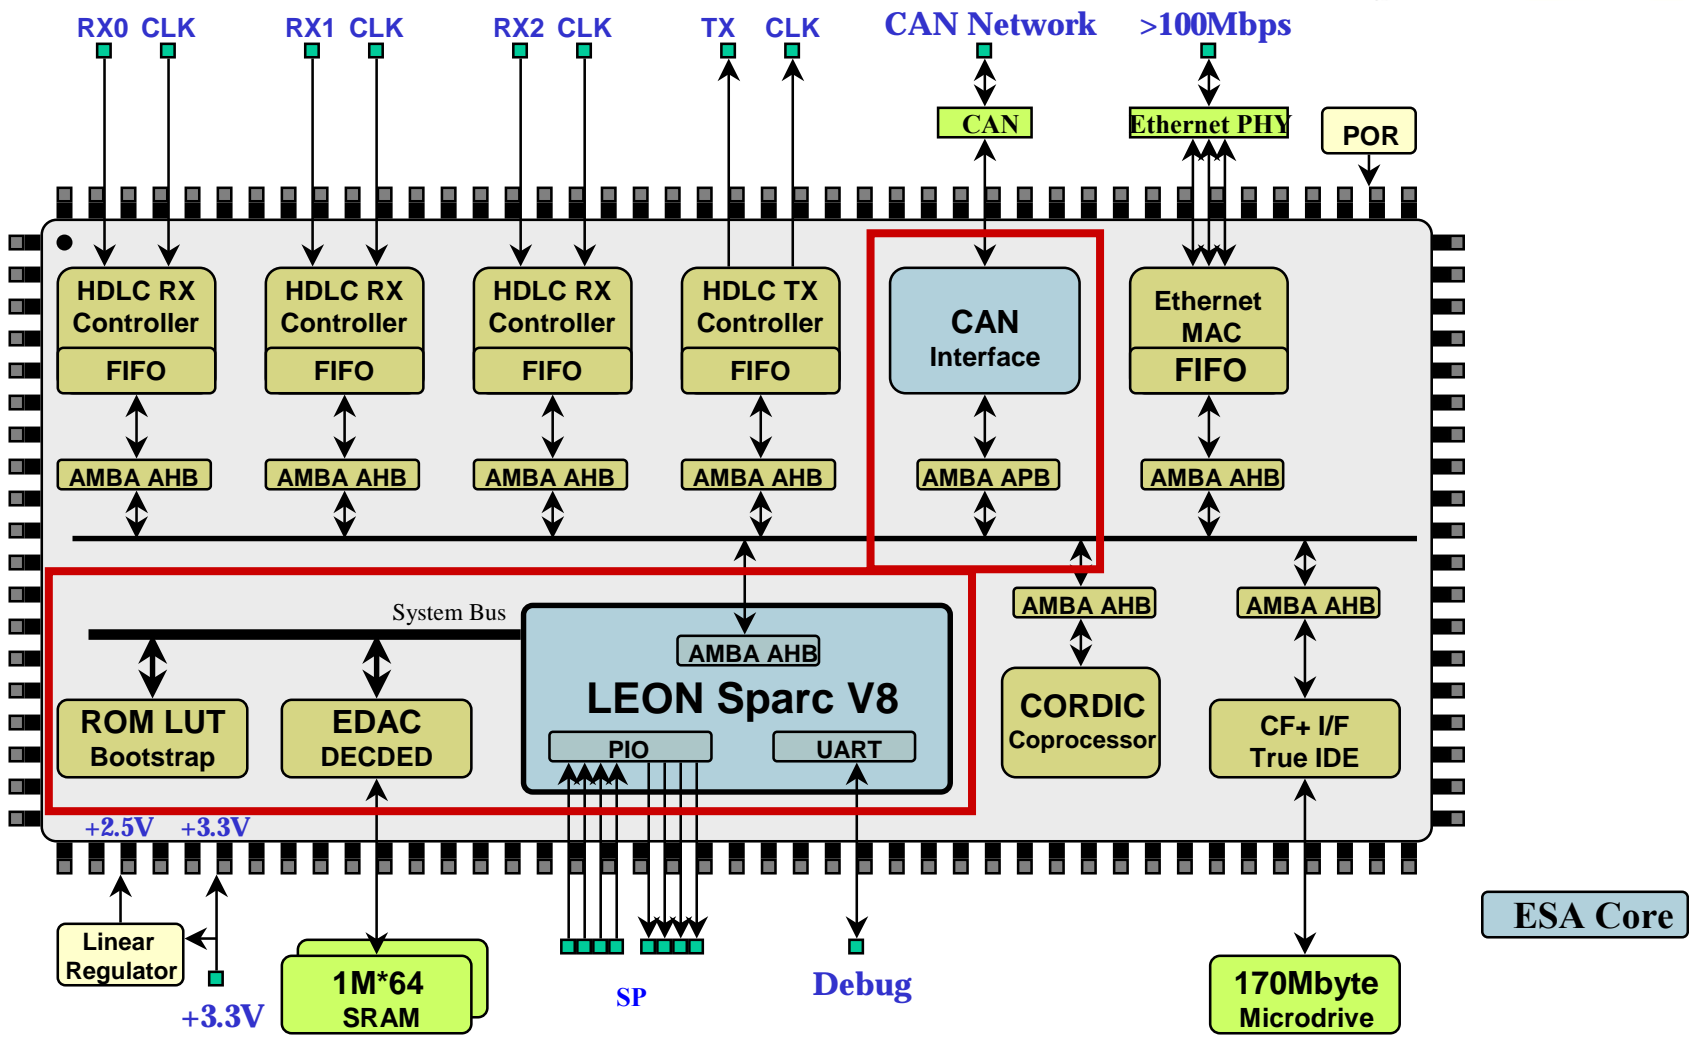 RX0 CLK RX1 CLK RX2 CLK TX CLK CAN Network >100Mbps
CAN Ethernet PHY POR
HDLC RX
Controller
FIFO
HDLC RX
Controller
FIFO
HDLC RX
Controller
FIFO
HDLC TX
Controller
FIFO
CAN
Interface
Ethernet
MAC
FIFO
AMBA AHB AMBA AHB AMBA AHB AMBA AHB AMBA APB AMBA AHB
System Bus
AMBA AHB AMBA AHB AMBA AHB
LEON Sparc V8
PIO UART
ROM LUT
Bootstrap
EDAC
DECDED
CORDIC
Coprocessor
CF+ I/F
True IDE
+2.5V +3.3V
Linear
Regulator
+3.3V
1M*64
SRAM
SP
Debug
170Mbyte
Microdrive
ESA Core